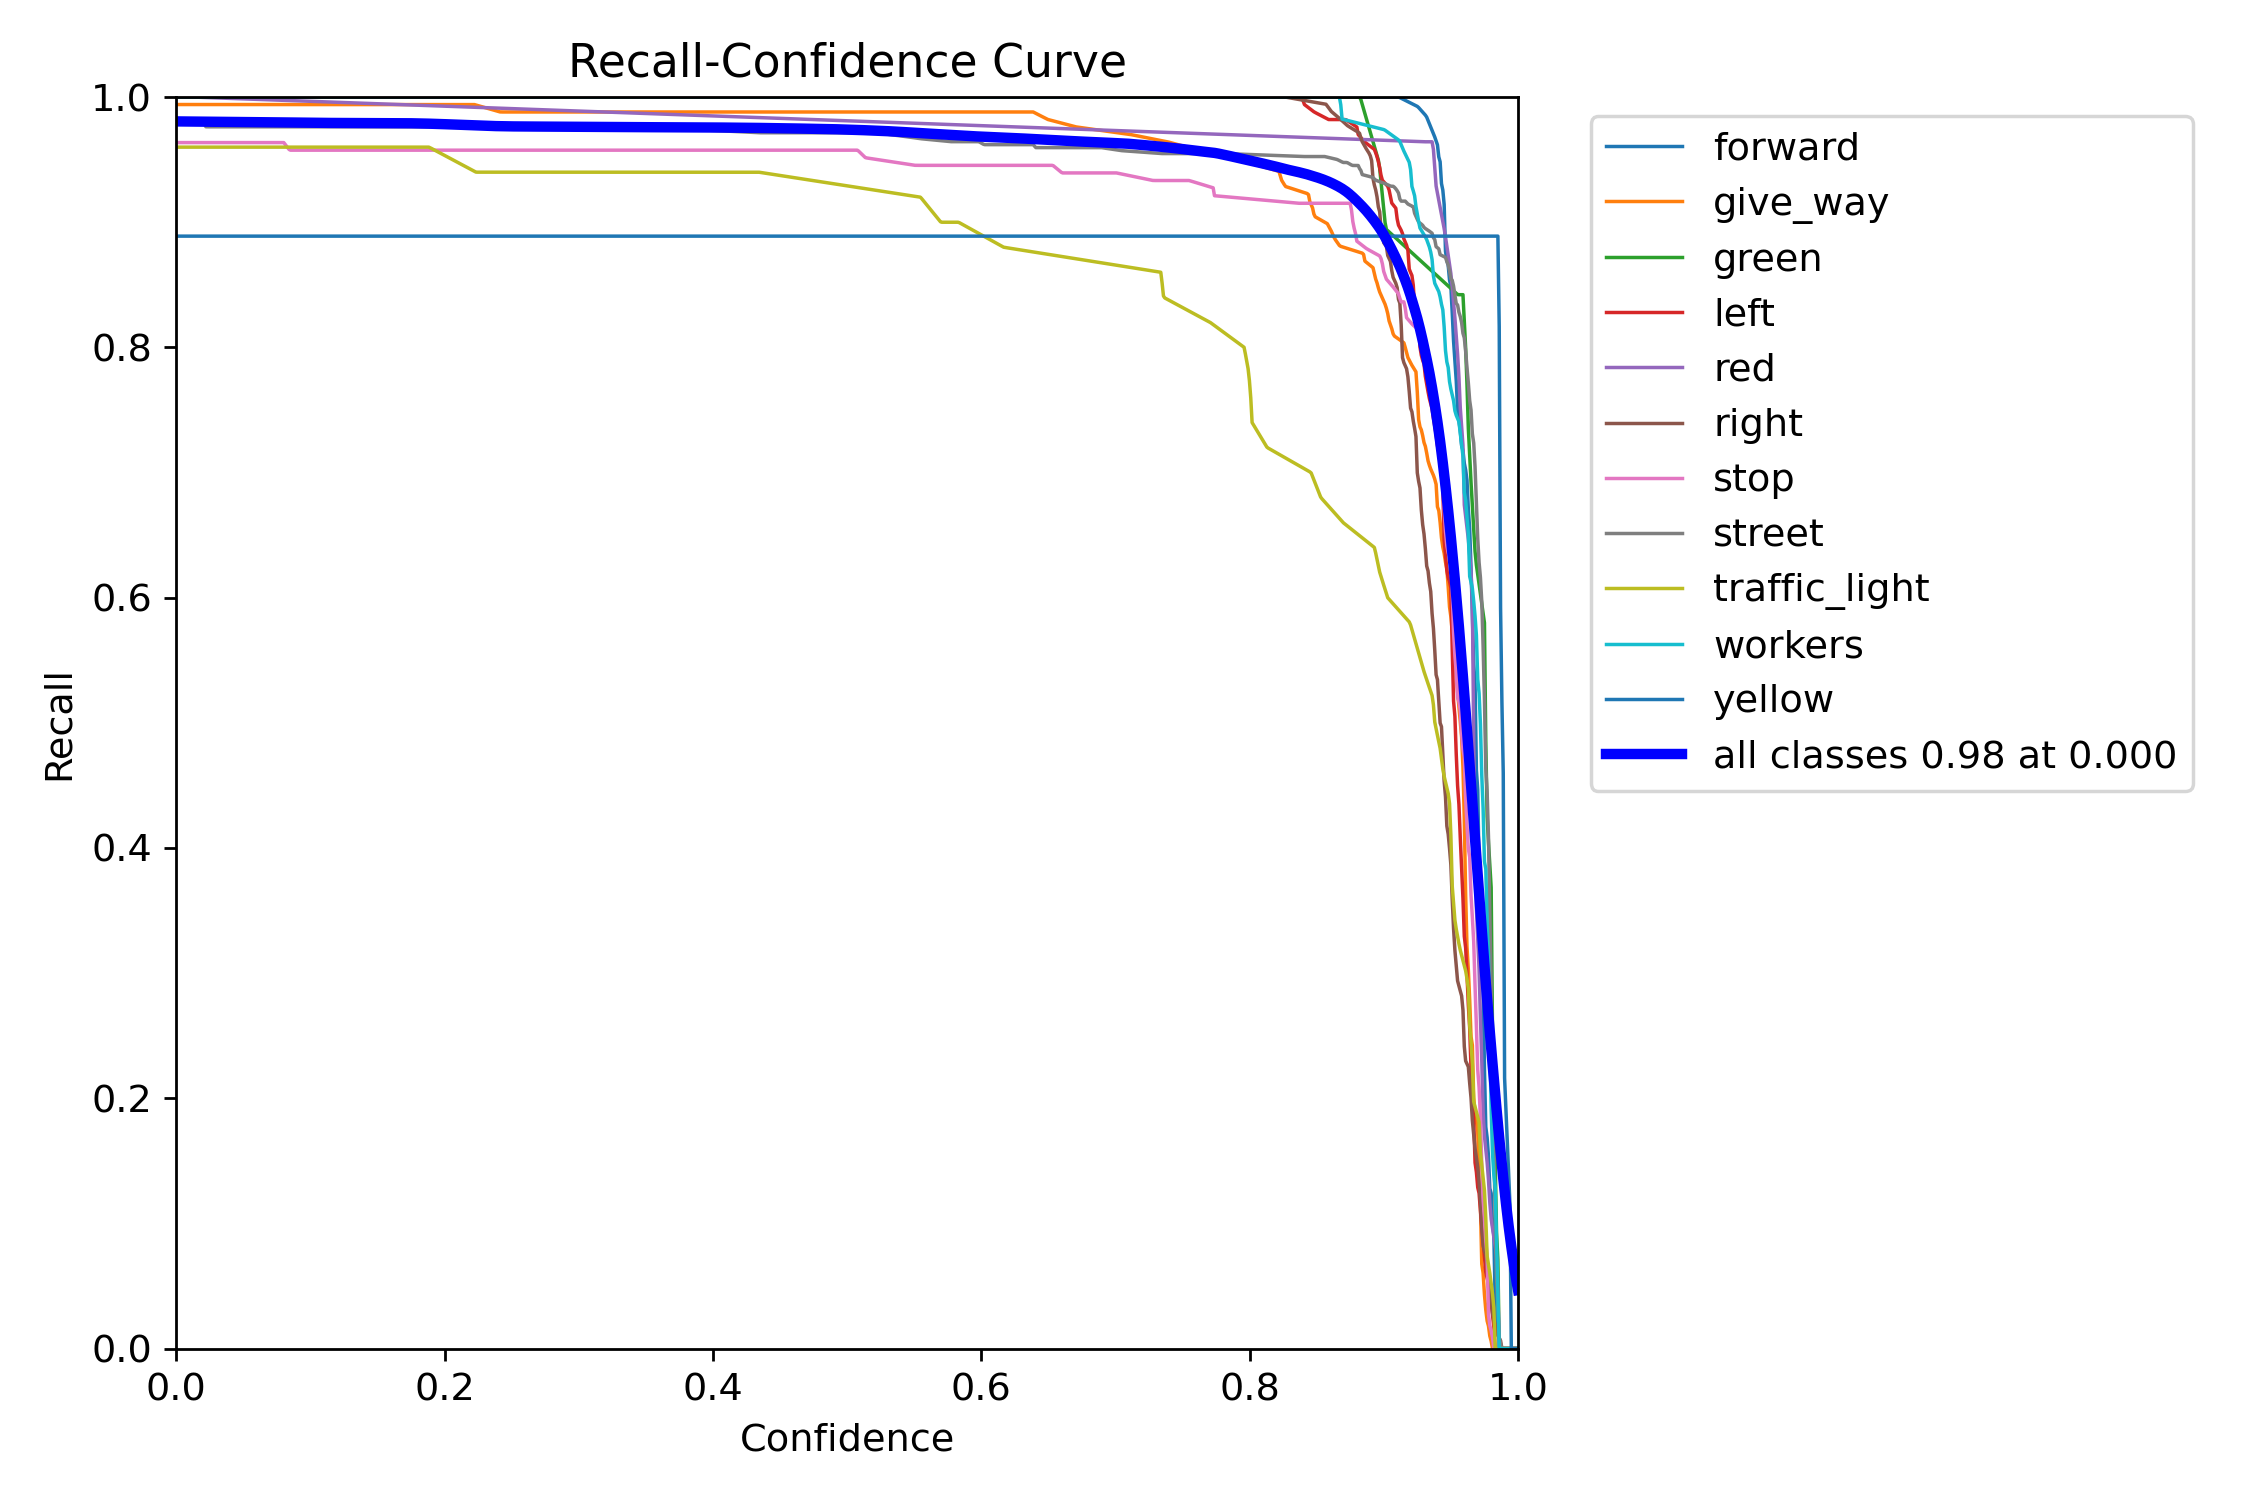 Recall-Confidence Curve
1.0
0.8
0.6
0.4
0.2
0.0
Recall
0.0 0.2 0.4 0.6 0.8 1.0
Confidence
forward
give_way
green
left
red
right
stop
street
traffic_light
workers
yellow
all classes 0.98 at 0.000